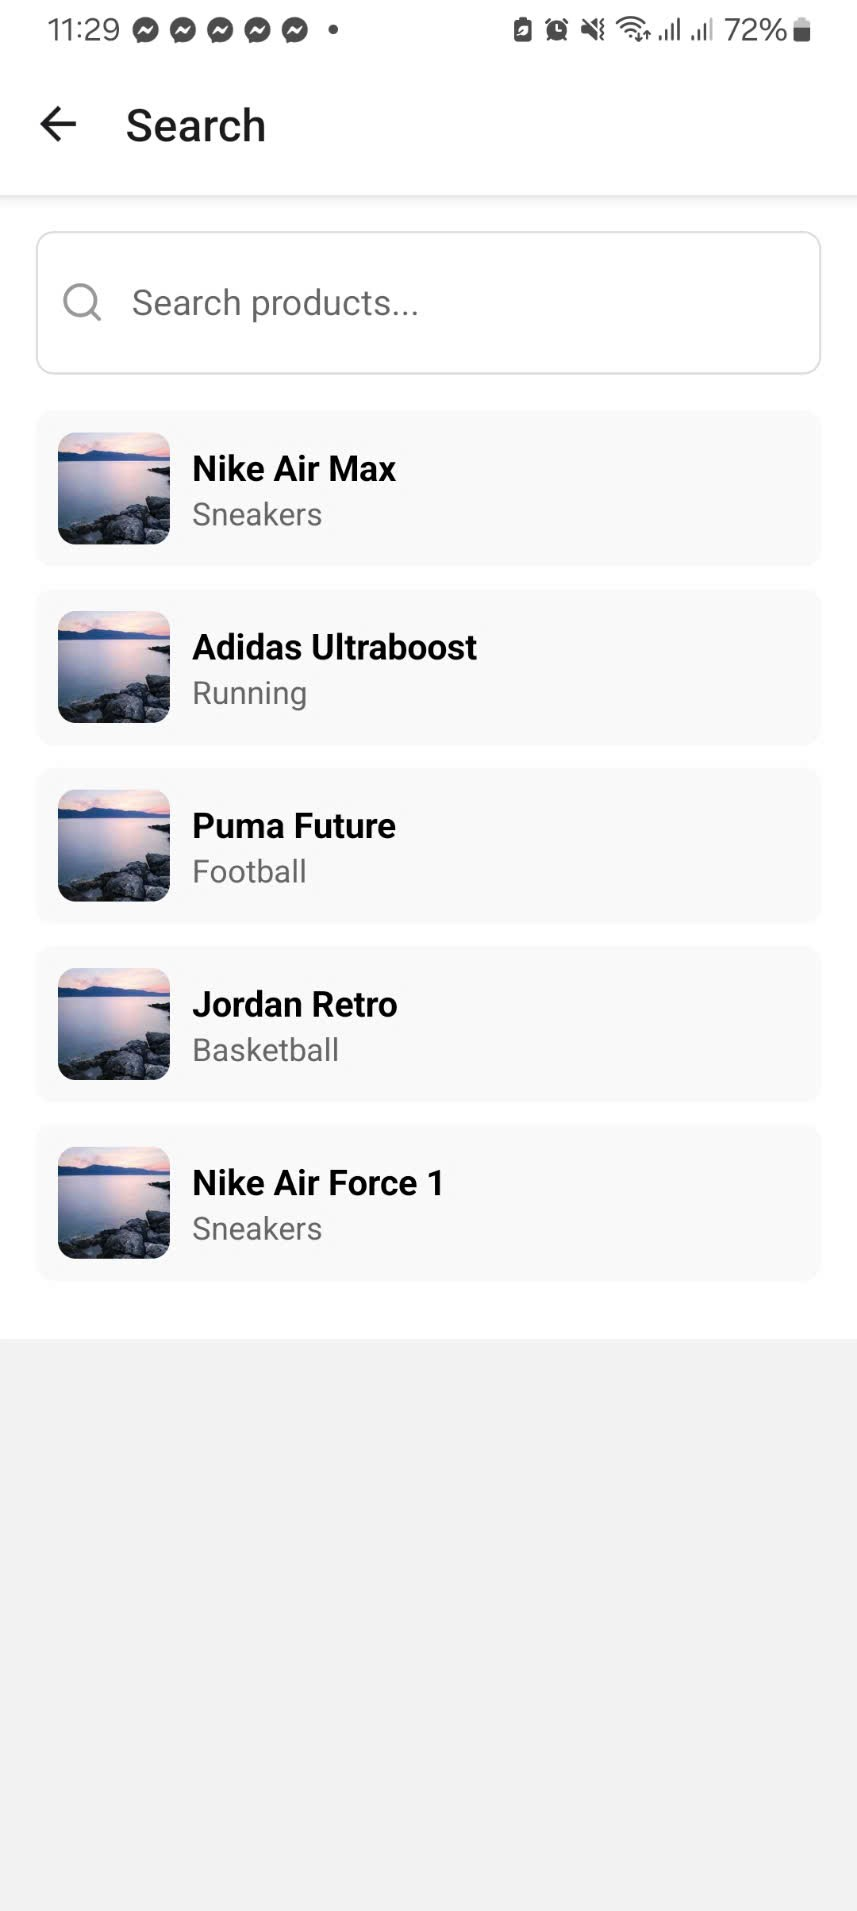 11:29 72%
Search
Search products...
Nike Air Max
Sneakers
Adidas Ultraboost
Running
Puma Future
Football
Jordan Retro
Basketball
Nike Air Force 1
Sneakers